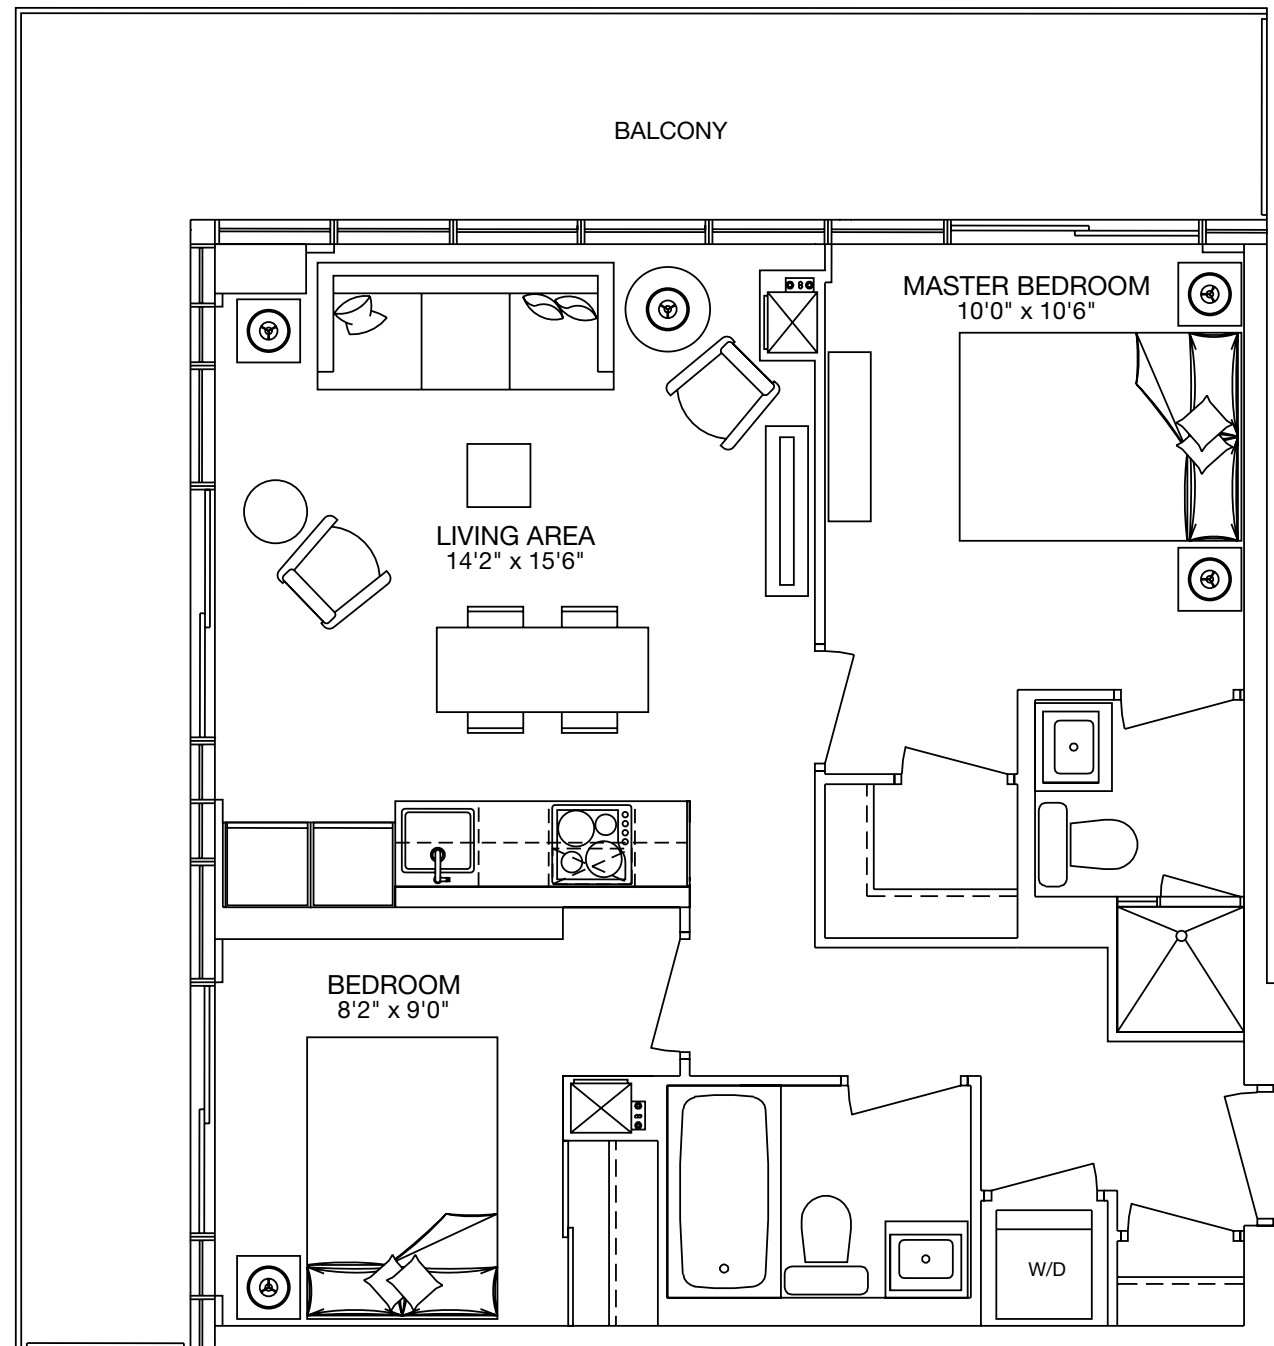 BALCONY
MASTER BEDROOM
10'0" x 10'6"
LIVING AREA
14'2" x 15'6"
BEDROOM
8'2" x 9'0"
W/D